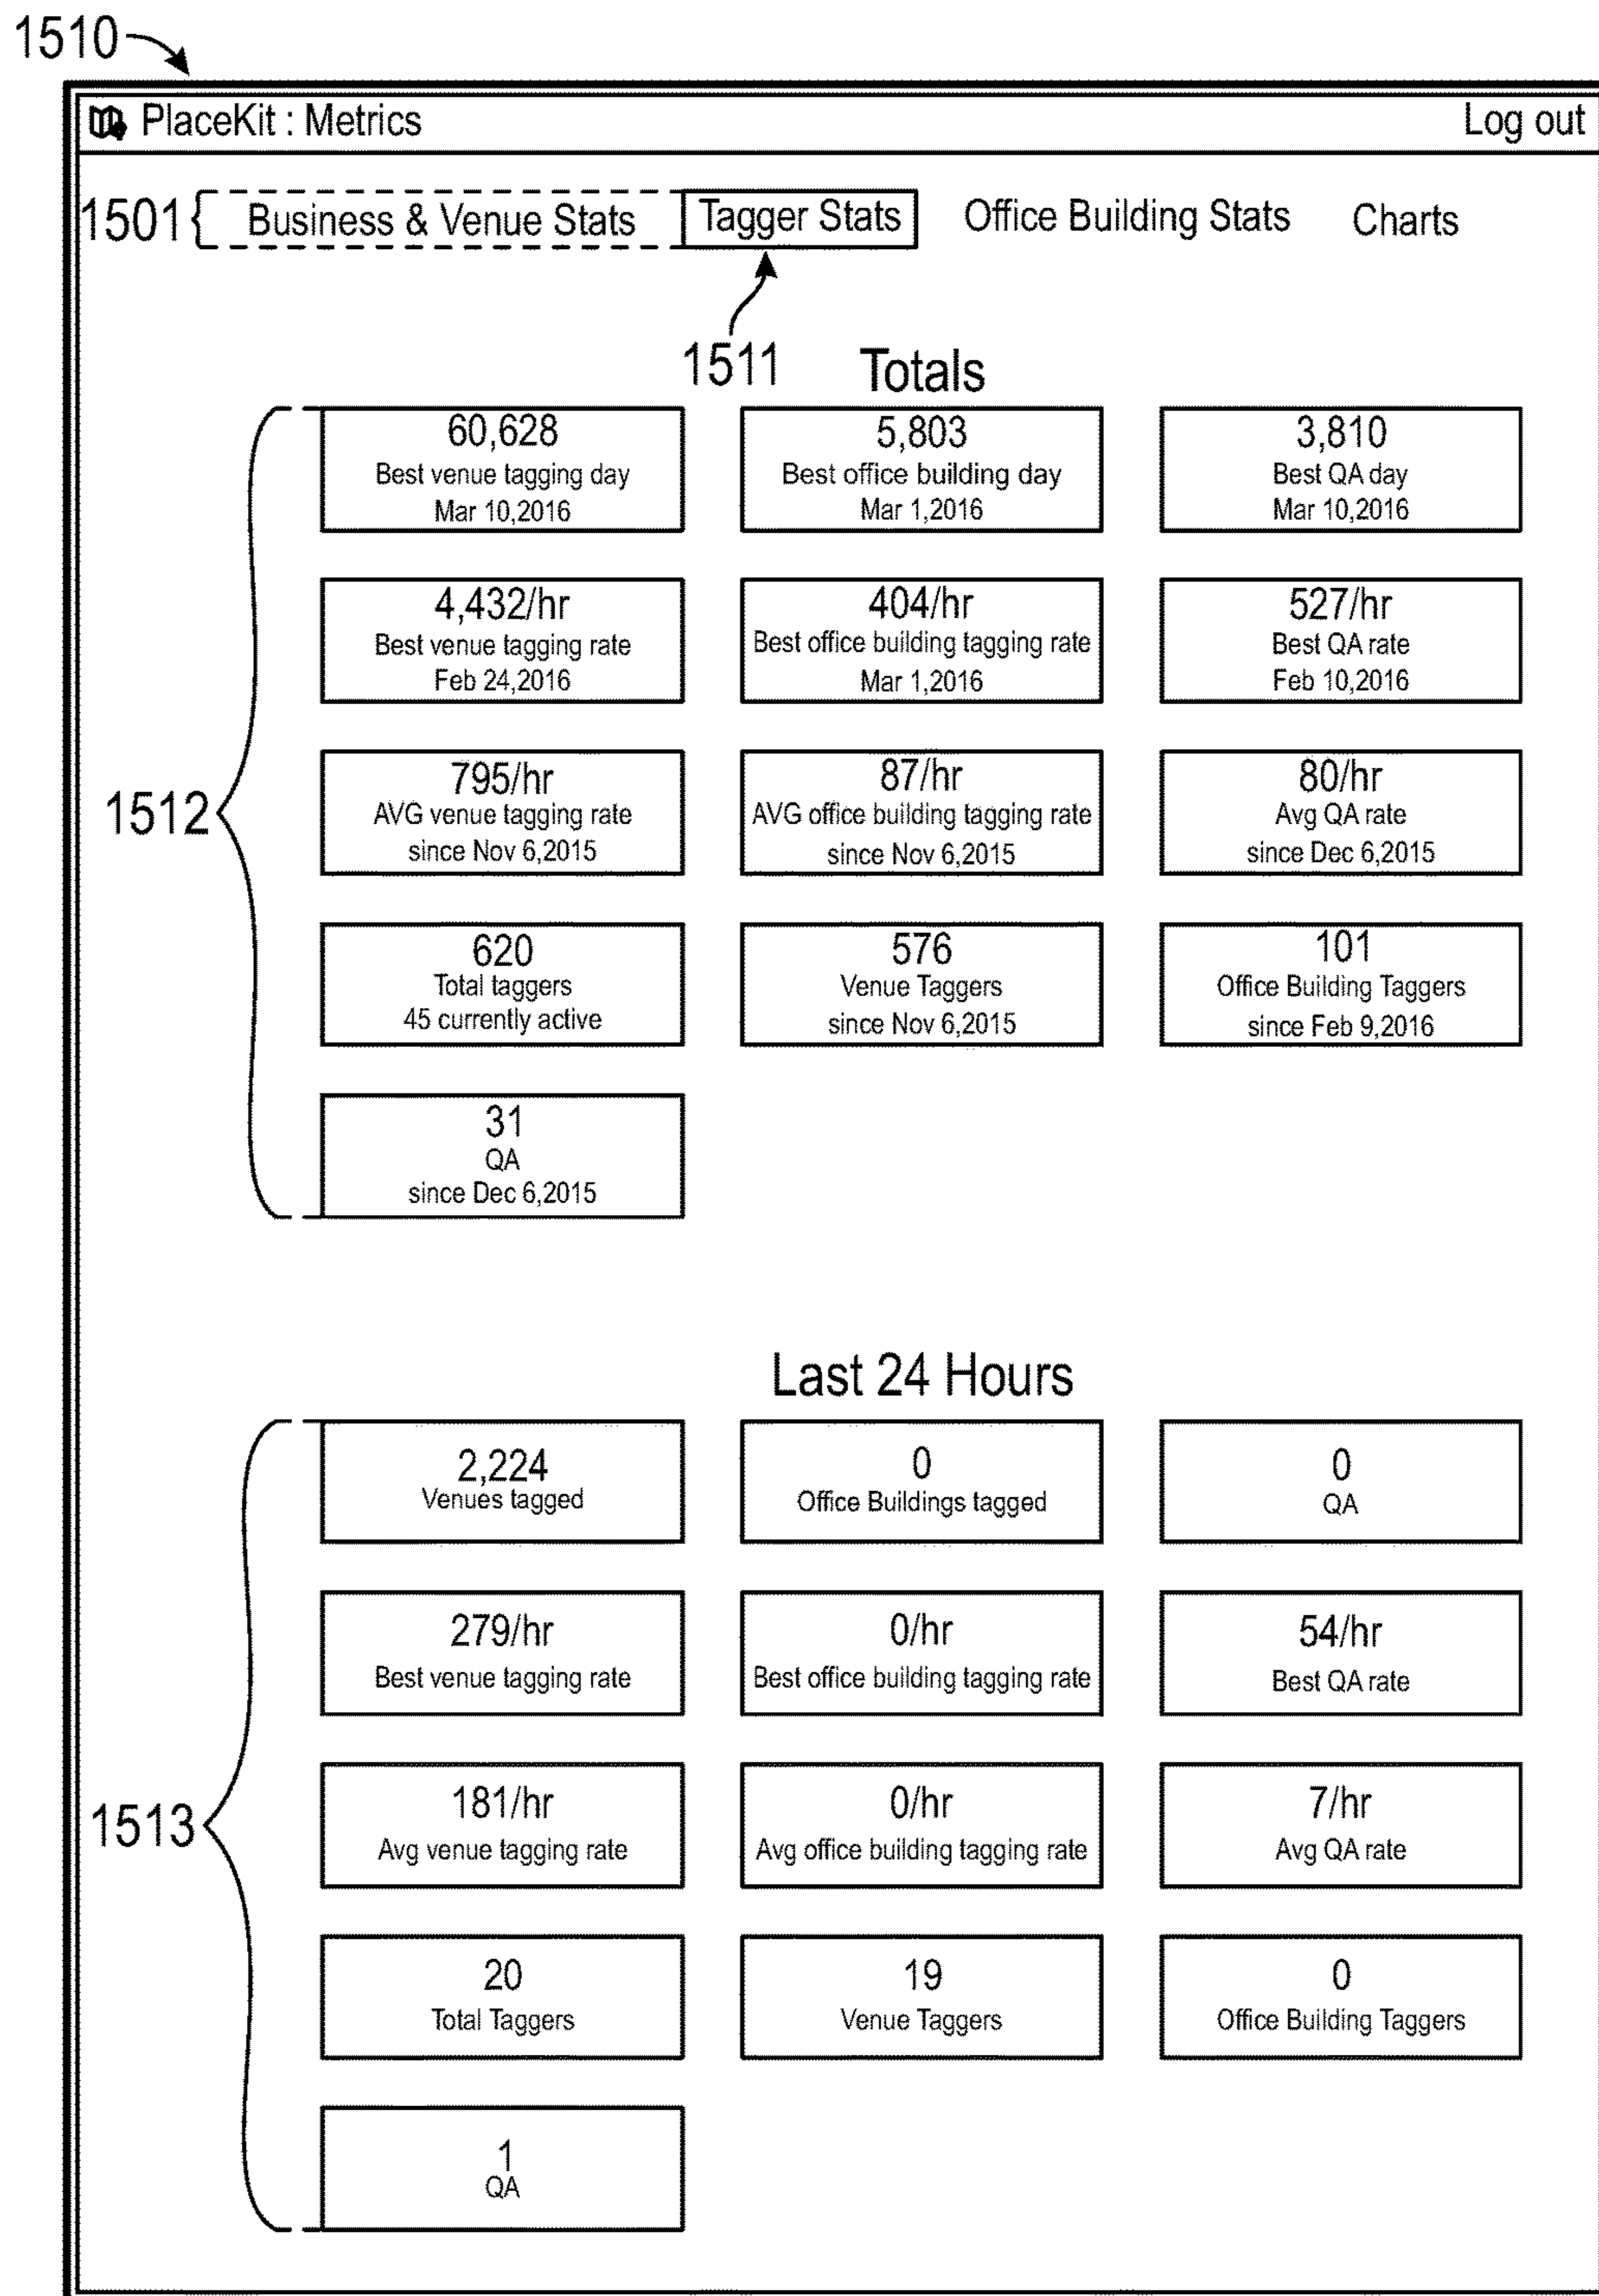 1510
PlaceKit : Metrics
Log out
1501
Business & Venue Stats
Tagger Stats
Office Building Stats
Charts
1511
Totals
60,628
Best venue tagging day
Mar 10,2016
5,803
Best office building day
Mar 1,2016
3,810
Best QA day
Mar 10,2016
4,432/hr
Best venue tagging rate
Feb 24,2016
404/hr
Best office building tagging rate
Mar 1,2016
527/hr
Best QA rate
Feb 10,2016
1512
795/hr
AVG venue tagging rate
since Nov 6,2015
87/hr
AVG office building tagging rate
since Nov 6,2015
80/hr
Avg QA rate
since Dec 6,2015
620
Total taggers
45 currently active
576
Venue Taggers
since Nov 6,2015
101
Office Building Taggers
since Feb 9,2016
31
QA
since Dec 6,2015
Last 24 Hours
2,224
Venues tagged
0
Office Buildings tagged
0
QA
279/hr
Best venue tagging rate
0/hr
Best office building tagging rate
54/hr
Best QA rate
1513
181/hr
Avg venue tagging rate
0/hr
Avg office building tagging rate
7/hr
Avg QA rate
20
Total Taggers
19
Venue Taggers
0
Office Building Taggers
1
QA